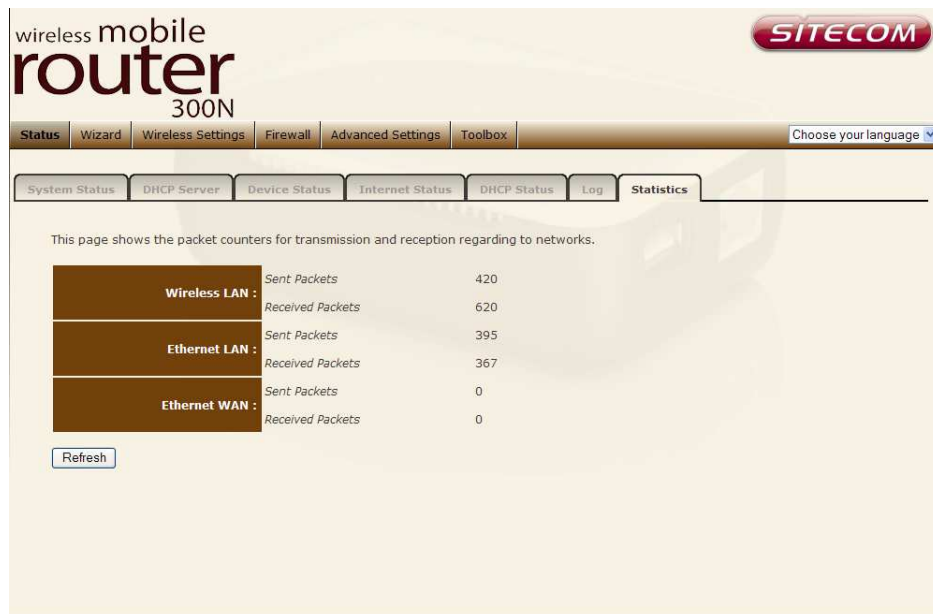 wireless mobile
router
300N
SITECOM
Status Wizard Wireless Settings Firewall Advanced Settings Toolbox Choose your language
System Status DHCP Server Device Status Internet Status DHCP Status Log Statistics
This page shows the packet counters for transmission and reception regarding to networks.
Wireless LAN :
Sent Packets 420
Received Packets 620
Ethernet LAN :
Sent Packets 395
Received Packets 367
Ethernet WAN :
Sent Packets 0
Received Packets 0
Refresh